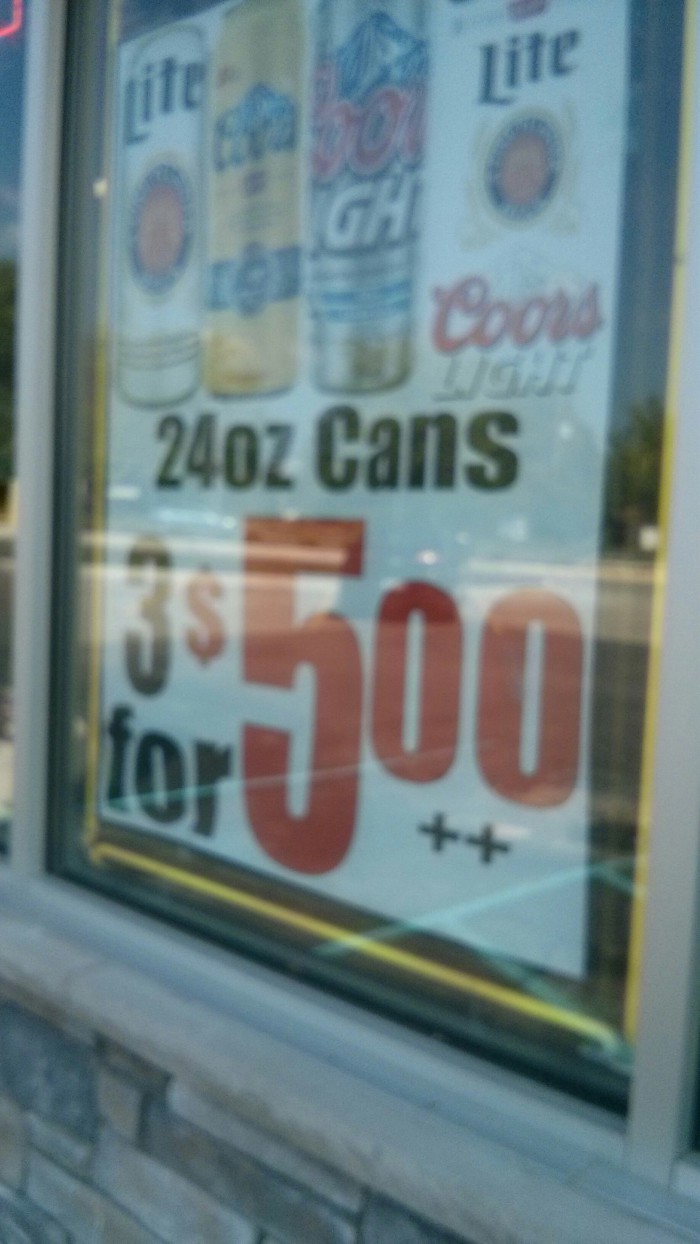 Lite
Coors
Coors
LIGHT
Lite
Coors
LIGHT
24oz Cans
3 for $500
++